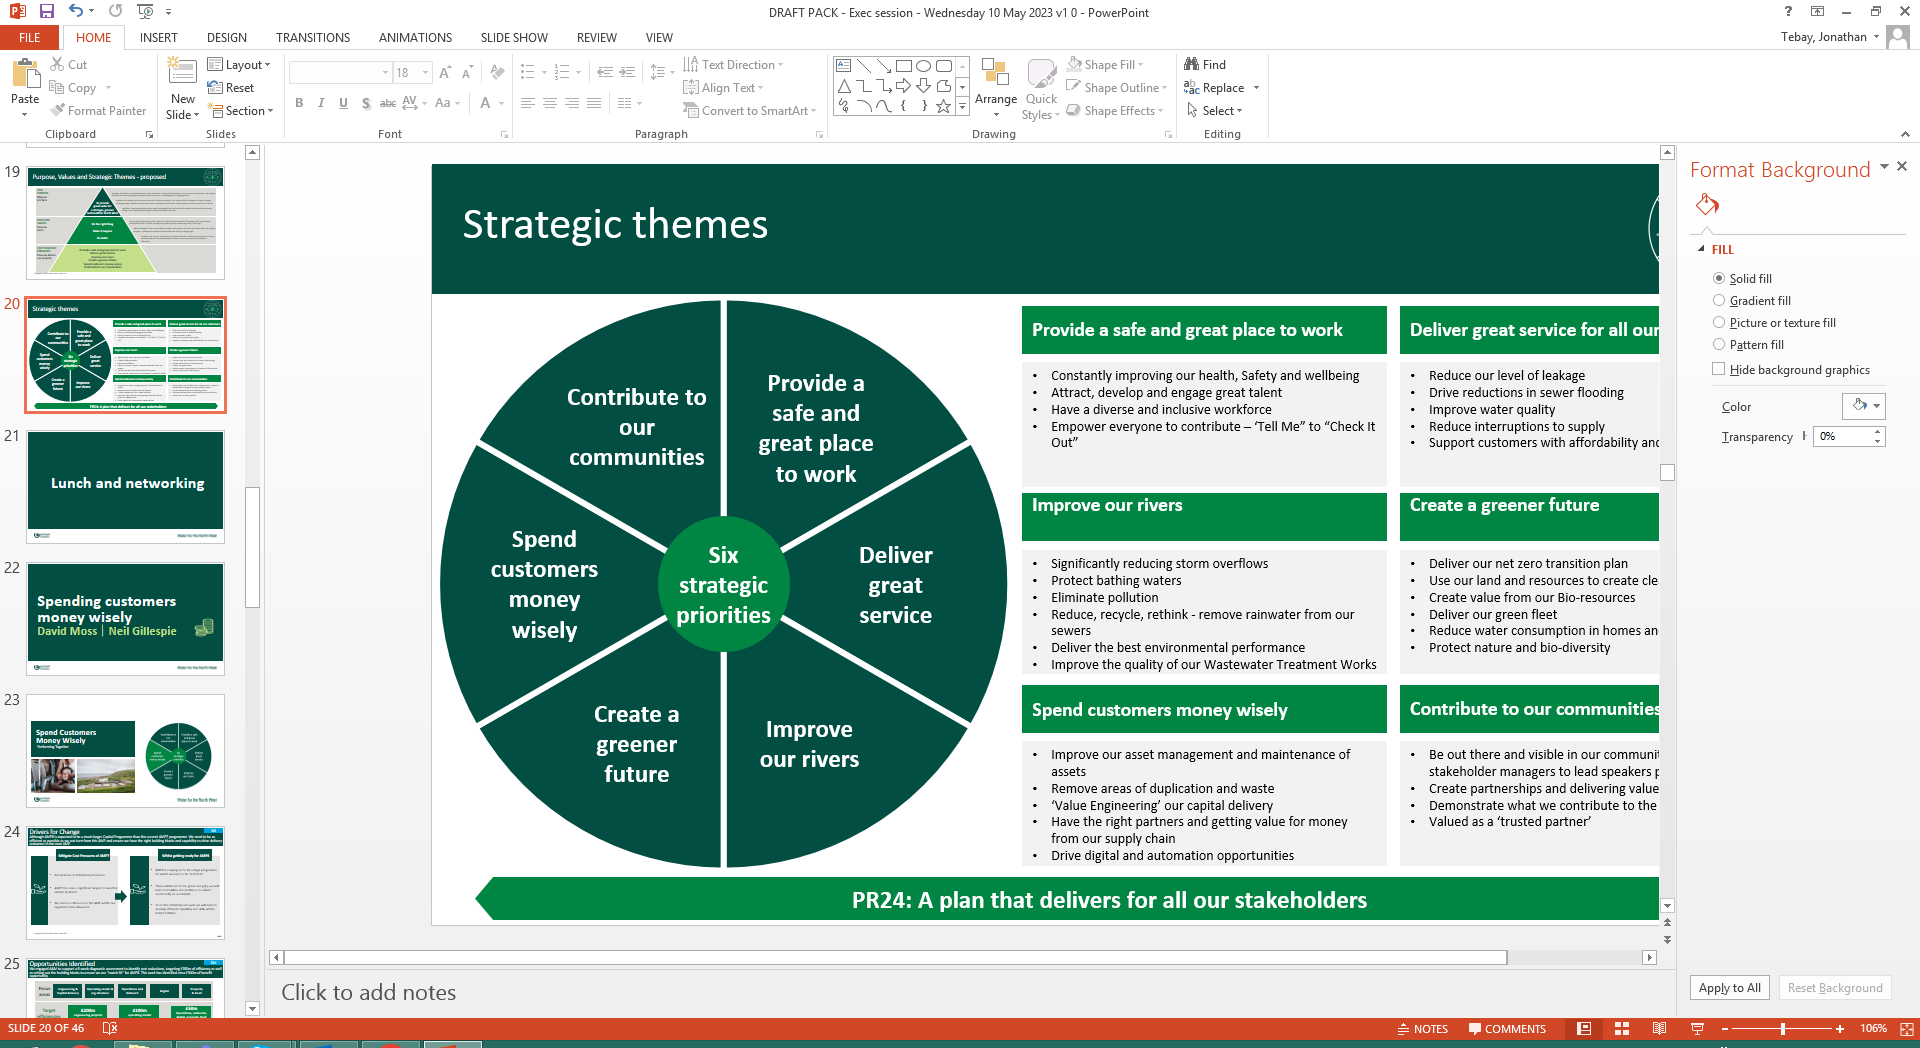 DRAFT PACK - Exec session - Wednesday 10 May 2023 v1 0 - PowerPoint
FILE HOME INSERT DESIGN TRANSITIONS ANIMATIONS SLIDE SHOW REVIEW VIEW
Tebay, Jonathan
Paste
Cut
Copy
Format Painter
Clipboard
New
Slide
Layout
Reset
Section
Slides
18
Font
Text Direction
Align Text
Convert to SmartArt
Paragraph
Arrange
Quick
Styles
Shape Fill
Shape Outline
Shape Effects
Drawing
Find
Replace
Select
Editing
19
Purpose, Values and Strategic Themes - proposed
20
Strategic themes
21
Lunch and networking
22
Spending customers
money wisely
David Moss | Neil Gillespie
23
Spend Customers
Money Wisely
24
Drivers for Change
25
Opportunities Identified
Strategic themes
Contribute to
our
communities
Provide a
safe and
great place
to work
Spend
customers
money
wisely
Six
strategic
priorities
Deliver
great
service
Create a
greener
future
Improve
our rivers
Provide a safe and great place to work
• Constantly improving our health, Safety and wellbeing
• Attract, develop and engage great talent
• Have a diverse and inclusive workforce
• Empower everyone to contribute – ‘Tell Me” to “Check It
Out”
Deliver great service for all our
• Reduce our level of leakage
• Drive reductions in sewer flooding
• Improve water quality
• Reduce interruptions to supply
• Support customers with affordability and
Improve our rivers
• Significantly reducing storm overflows
• Protect bathing waters
• Eliminate pollution
• Reduce, recycle, rethink - remove rainwater from our
sewers
• Deliver the best environmental performance
• Improve the quality of our Wastewater Treatment Works
Create a greener future
• Deliver our net zero transition plan
• Use our land and resources to create cle
• Create value from our Bio-resources
• Deliver our green fleet
• Reduce water consumption in homes an
• Protect nature and bio-diversity
Spend customers money wisely
• Improve our asset management and maintenance of
assets
• Remove areas of duplication and waste
• ‘Value Engineering’ our capital delivery
• Have the right partners and getting value for money
from our supply chain
• Drive digital and automation opportunities
Contribute to our communities
• Be out there and visible in our communit
stakeholder managers to lead speakers p
• Create partnerships and delivering value
• Demonstrate what we contribute to the
• Valued as a ‘trusted partner’
PR24: A plan that delivers for all our stakeholders
Click to add notes
Format Background
FILL
Solid fill
Gradient fill
Picture or texture fill
Pattern fill
Hide background graphics
Color
Transparency 0%
Apply to All
Reset Background
SLIDE 20 OF 46
NOTES
COMMENTS
106%